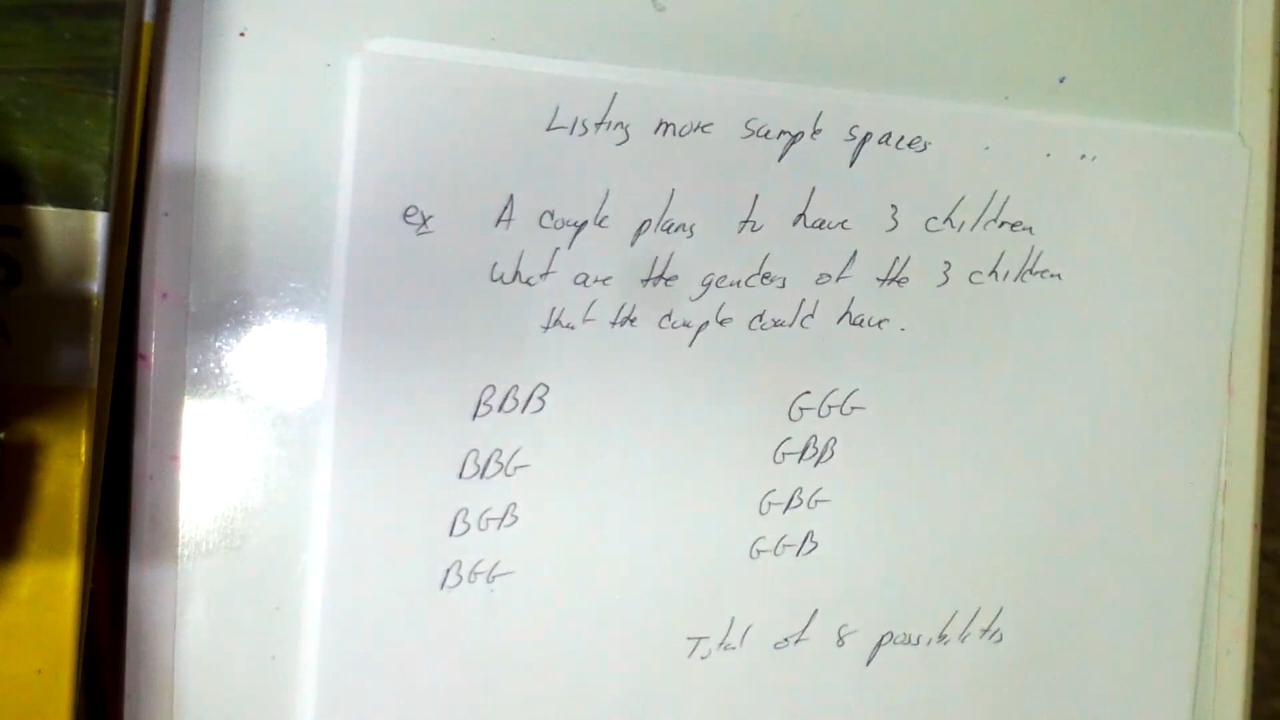 Listing more sample spaces . . ..
ex A couple plans to have 3 children
What are the genders of the 3 children
that the couple could have.
BBB GGG
BBG GBB
BGB GBG
BGG GGB
Total of 8 possibilities